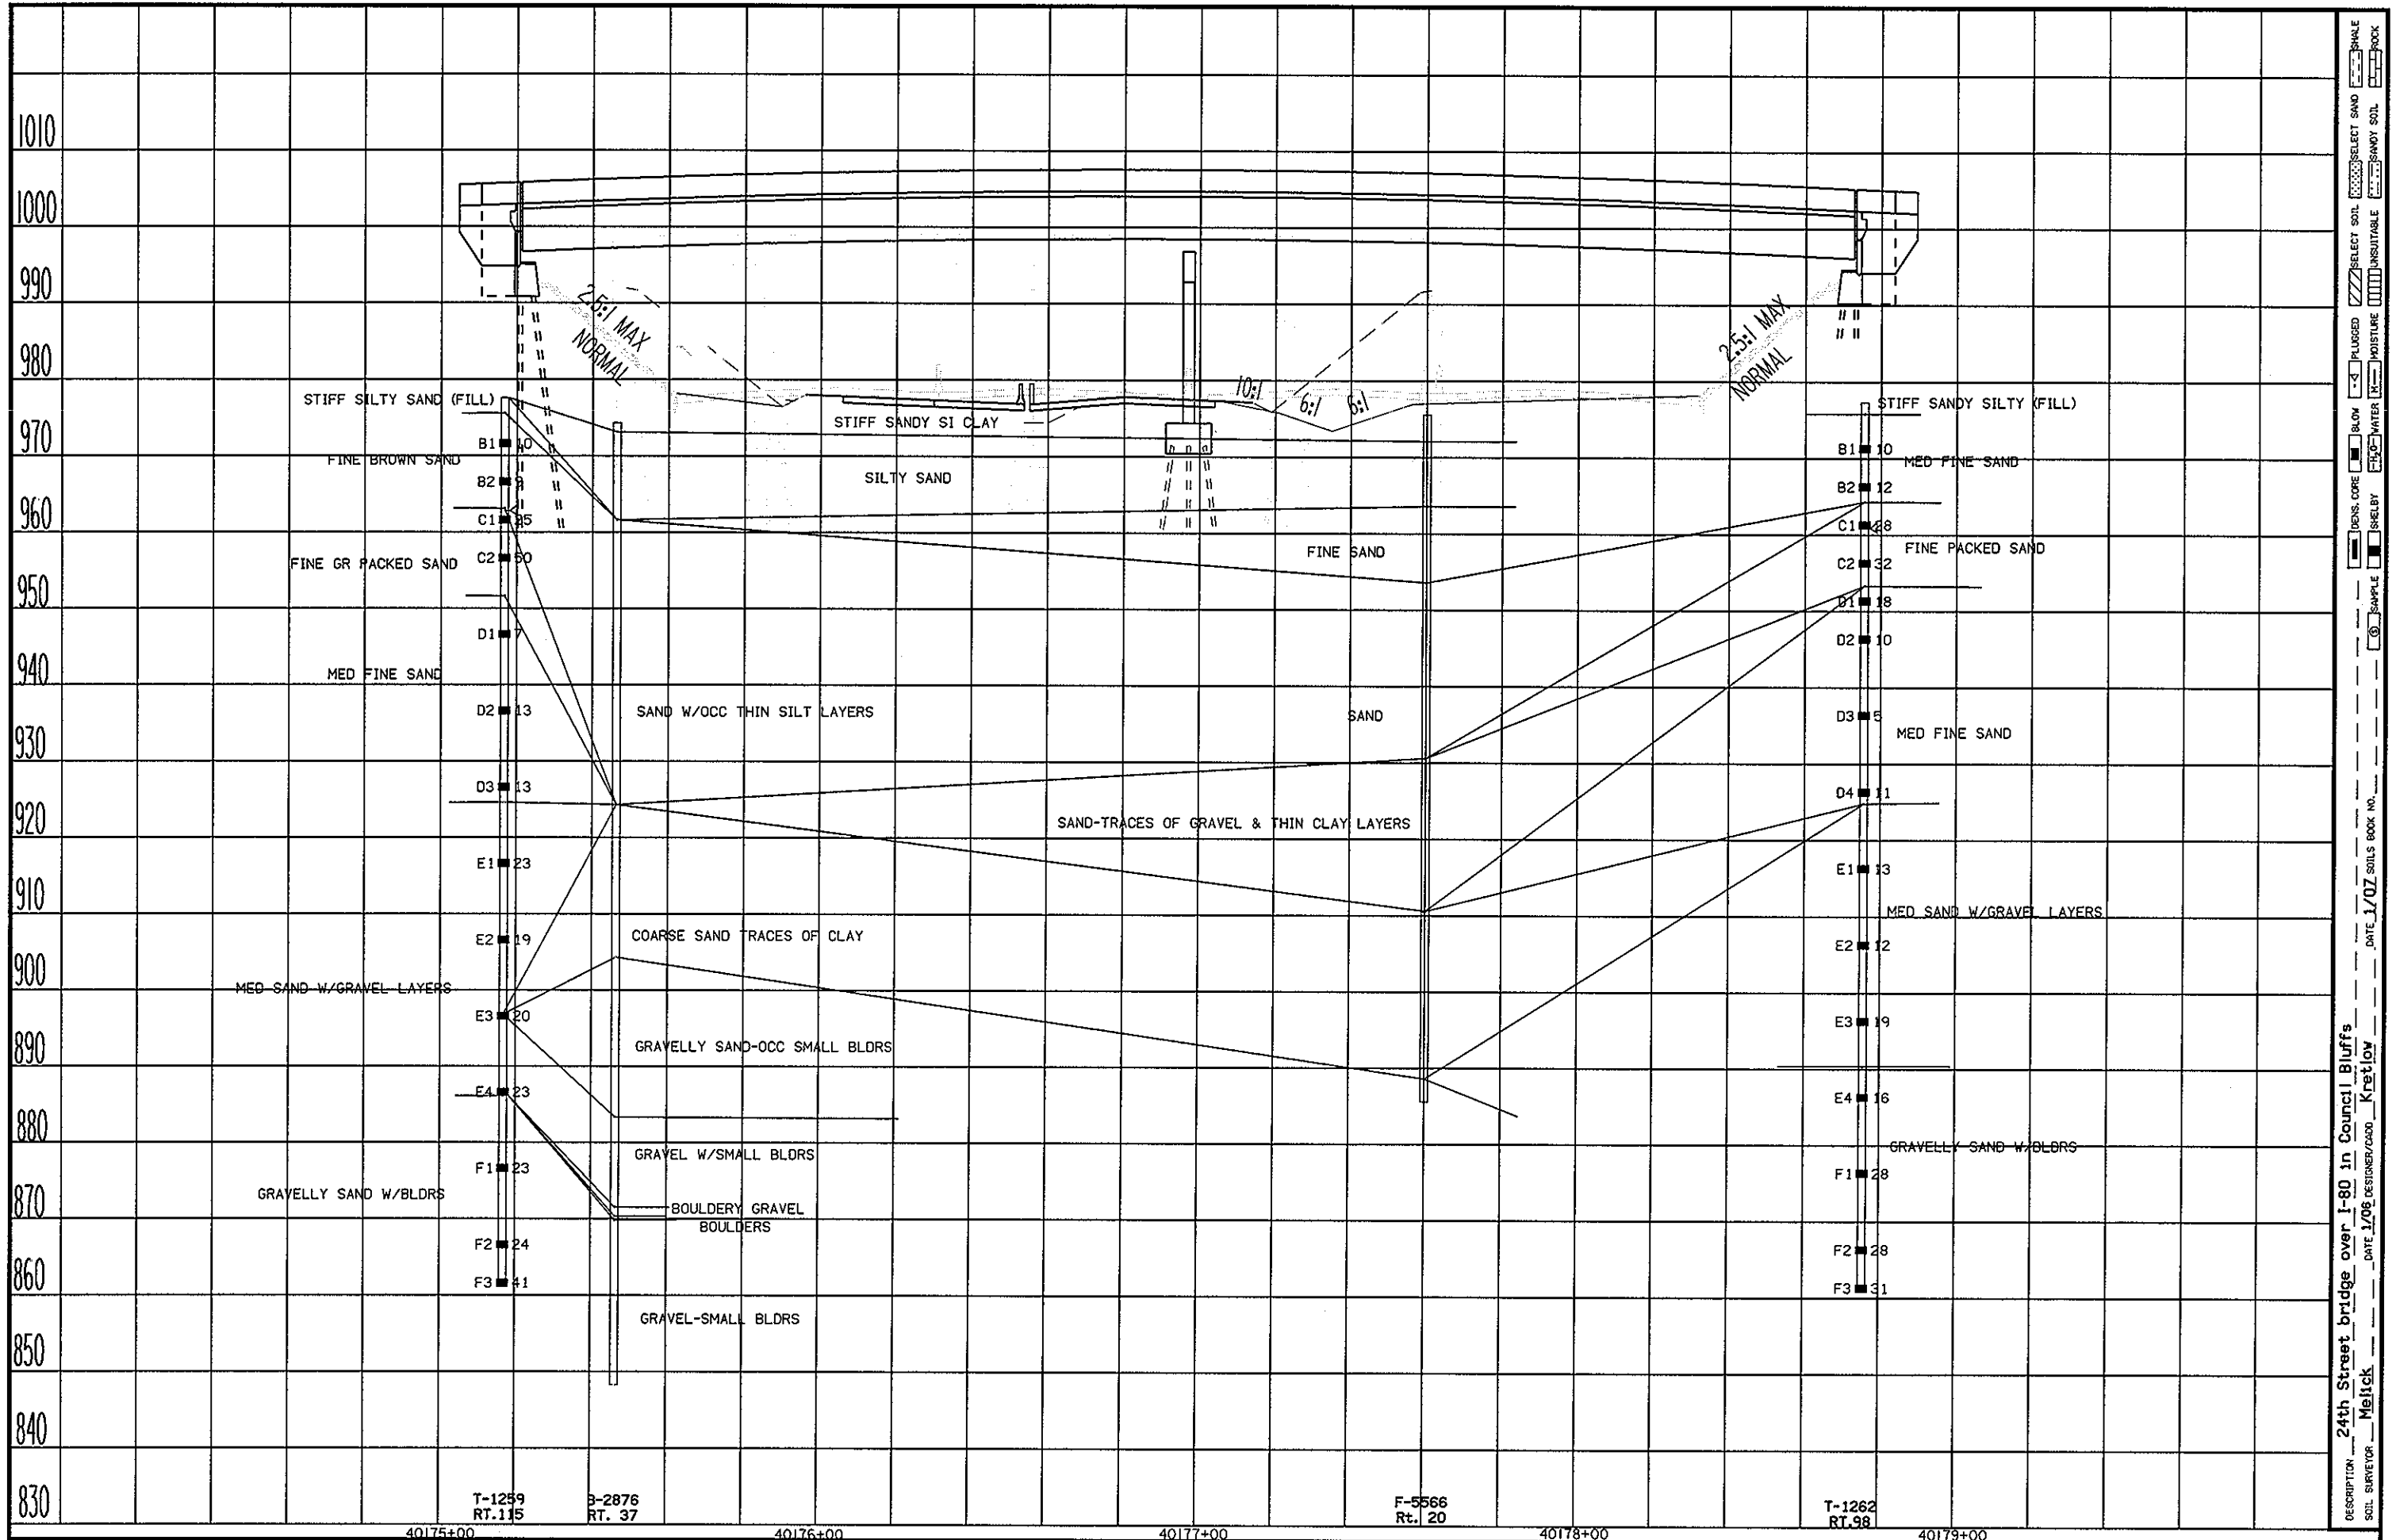 1010
1000
990
980
970
960
950
940
930
920
910
900
890
880
870
860
850
840
830
2.5:1 MAX
NORMAL
10:1
6:1
6:1
2.5:1 MAX
NORMAL
STIFF SILTY SAND (FILL)
B1 10
FINE BROWN SAND
B2 9
C1 25
FINE GR PACKED SAND
C2 50
D1 7
MED FINE SAND
D2 13
D3 13
E1 23
E2 19
MED SAND W/GRAVEL LAYERS
E3 20
E4 23
F1 23
GRAVELLY SAND W/BLDRS
F2 24
F3 41
STIFF SANDY SI CLAY
SILTY SAND
FINE SAND
SAND W/OCC THIN SILT LAYERS
SAND
SAND-TRACES OF GRAVEL & THIN CLAY LAYERS
COARSE SAND TRACES OF CLAY
GRAVELLY SAND-OCC SMALL BLDRS
GRAVEL W/SMALL BLDRS
BOULDERY GRAVEL
BOULDERS
GRAVEL-SMALL BLDRS
STIFF SANDY SILTY (FILL)
B1 10
MED FINE SAND
B2 12
C1 28
FINE PACKED SAND
C2 32
D1 18
D2 10
D3 5
MED FINE SAND
D4 11
E1 13
MED SAND W/GRAVEL LAYERS
E2 12
E3 19
E4 16
GRAVELLY SAND W/BLDRS
F1 28
F2 28
F3 31
T-1259
RT.115
B-2876
RT. 37
F-5566
Rt. 20
T-1262
RT.98
40175+00
40176+00
40177+00
40178+00
40179+00
DESCRIPTION 24th Street bridge over I-80 in Council Bluffs
SOIL SURVEYOR Melick DATE 1/06 DESIGNER/CADD Kretlow DATE 1/07 SOILS BOOK NO.
DENS. CORE BLOW PLUGGED SELECT SOIL SELECT SAND SHALE
S SAMPLE SHELBY H2O WATER M MOISTURE UNSUITABLE SANDY SOIL ROCK